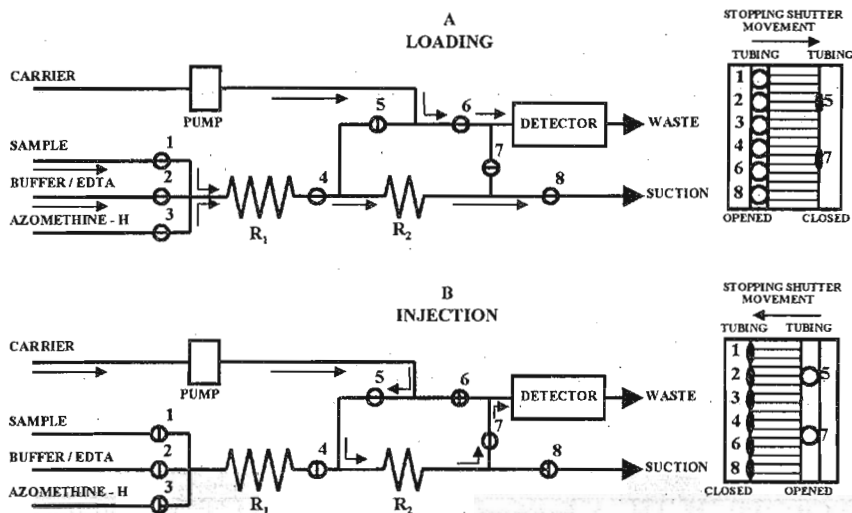 A
LOADING
STOPPING SHUTTER
MOVEMENT
TUBING TUBING
CARRIER
PUMP
5 6
DETECTOR
WASTE
SAMPLE
1
BUFFER / EDTA
2
AZOMETHINE - H
3
R1
4
R2
7
8
SUCTION
1
2
3
4
6
8
5
7
OPENED CLOSED
B
INJECTION
STOPPING SHUTTER
MOVEMENT
TUBING TUBING
CARRIER
PUMP
5 6
DETECTOR
WASTE
SAMPLE
1
BUFFER / EDTA
2
AZOMETHINE - H
3
R1
4
R2
7
8
SUCTION
1
2
3
4
6
8
5
7
CLOSED OPENED